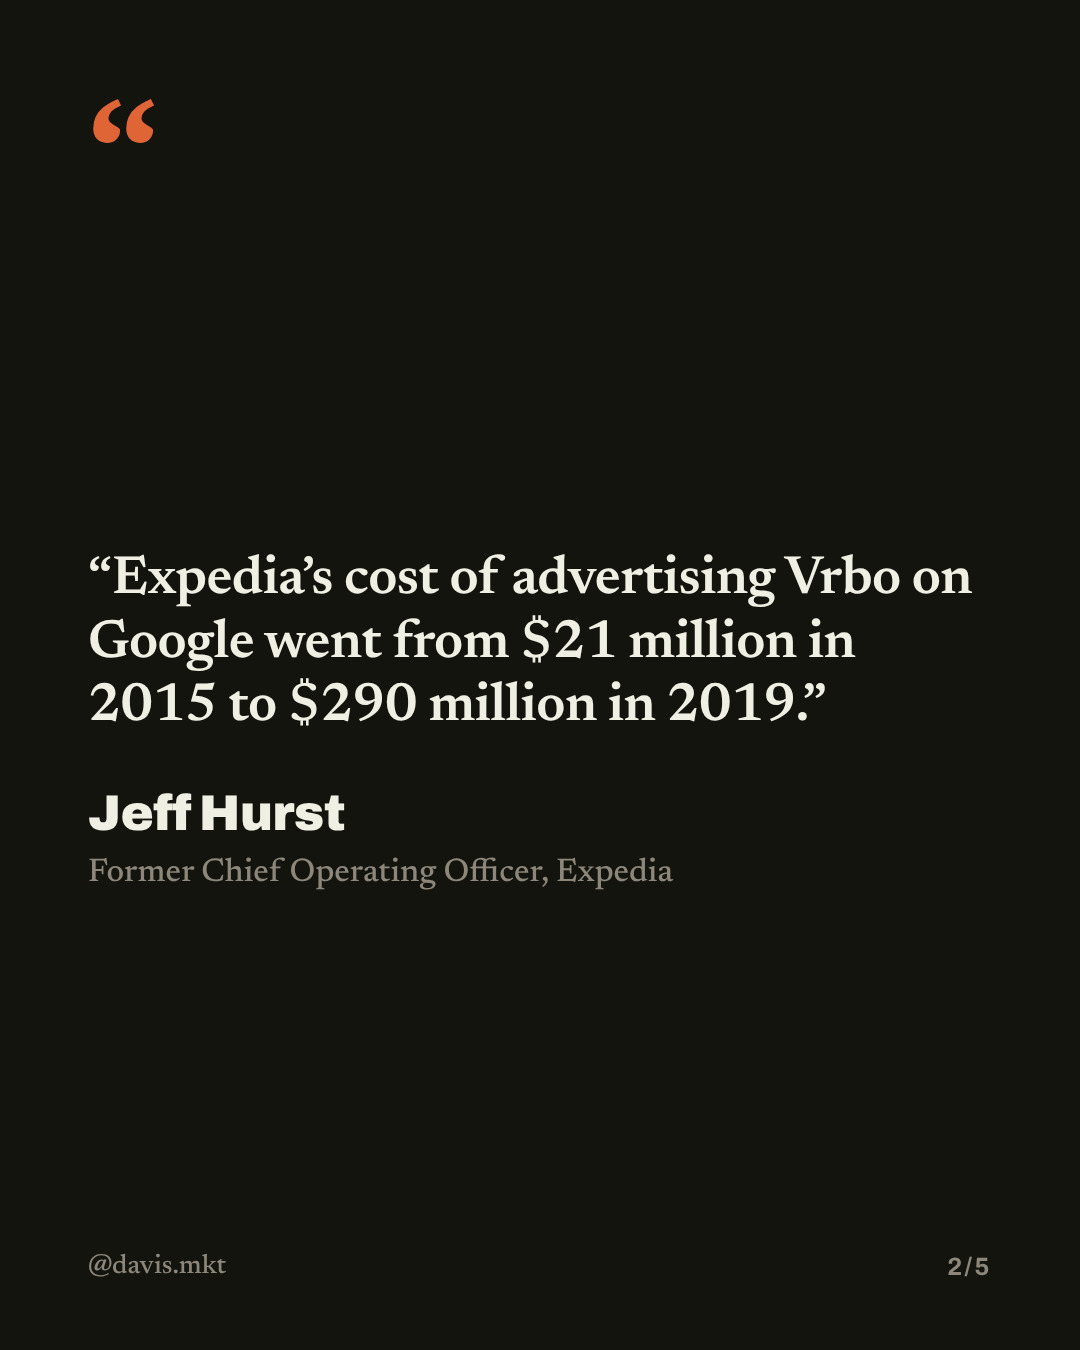 “
“Expedia’s cost of advertising Vrbo on
Google went from $21 million in
2015 to $290 million in 2019.”
Jeff Hurst
Former Chief Operating Officer, Expedia
@davis.mkt
2/5